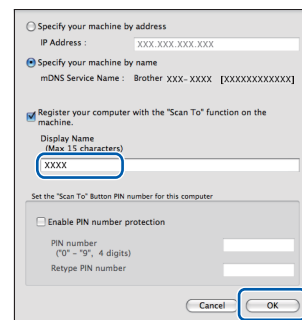 Specify your machine by address
IP Address : XXX.XXX.XXX.XXX
Specify your machine by name
mDNS Service Name : Brother XXX-XXXX [XXXXXXXXXXXX]
Register your computer with the "Scan To" function on the
machine.
Display Name
(Max 15 characters)
XXXX
Set the "Scan To" Button PIN number for this computer
Enable PIN number protection
PIN number
("0" - "9", 4 digits)
Retype PIN number
Cancel OK